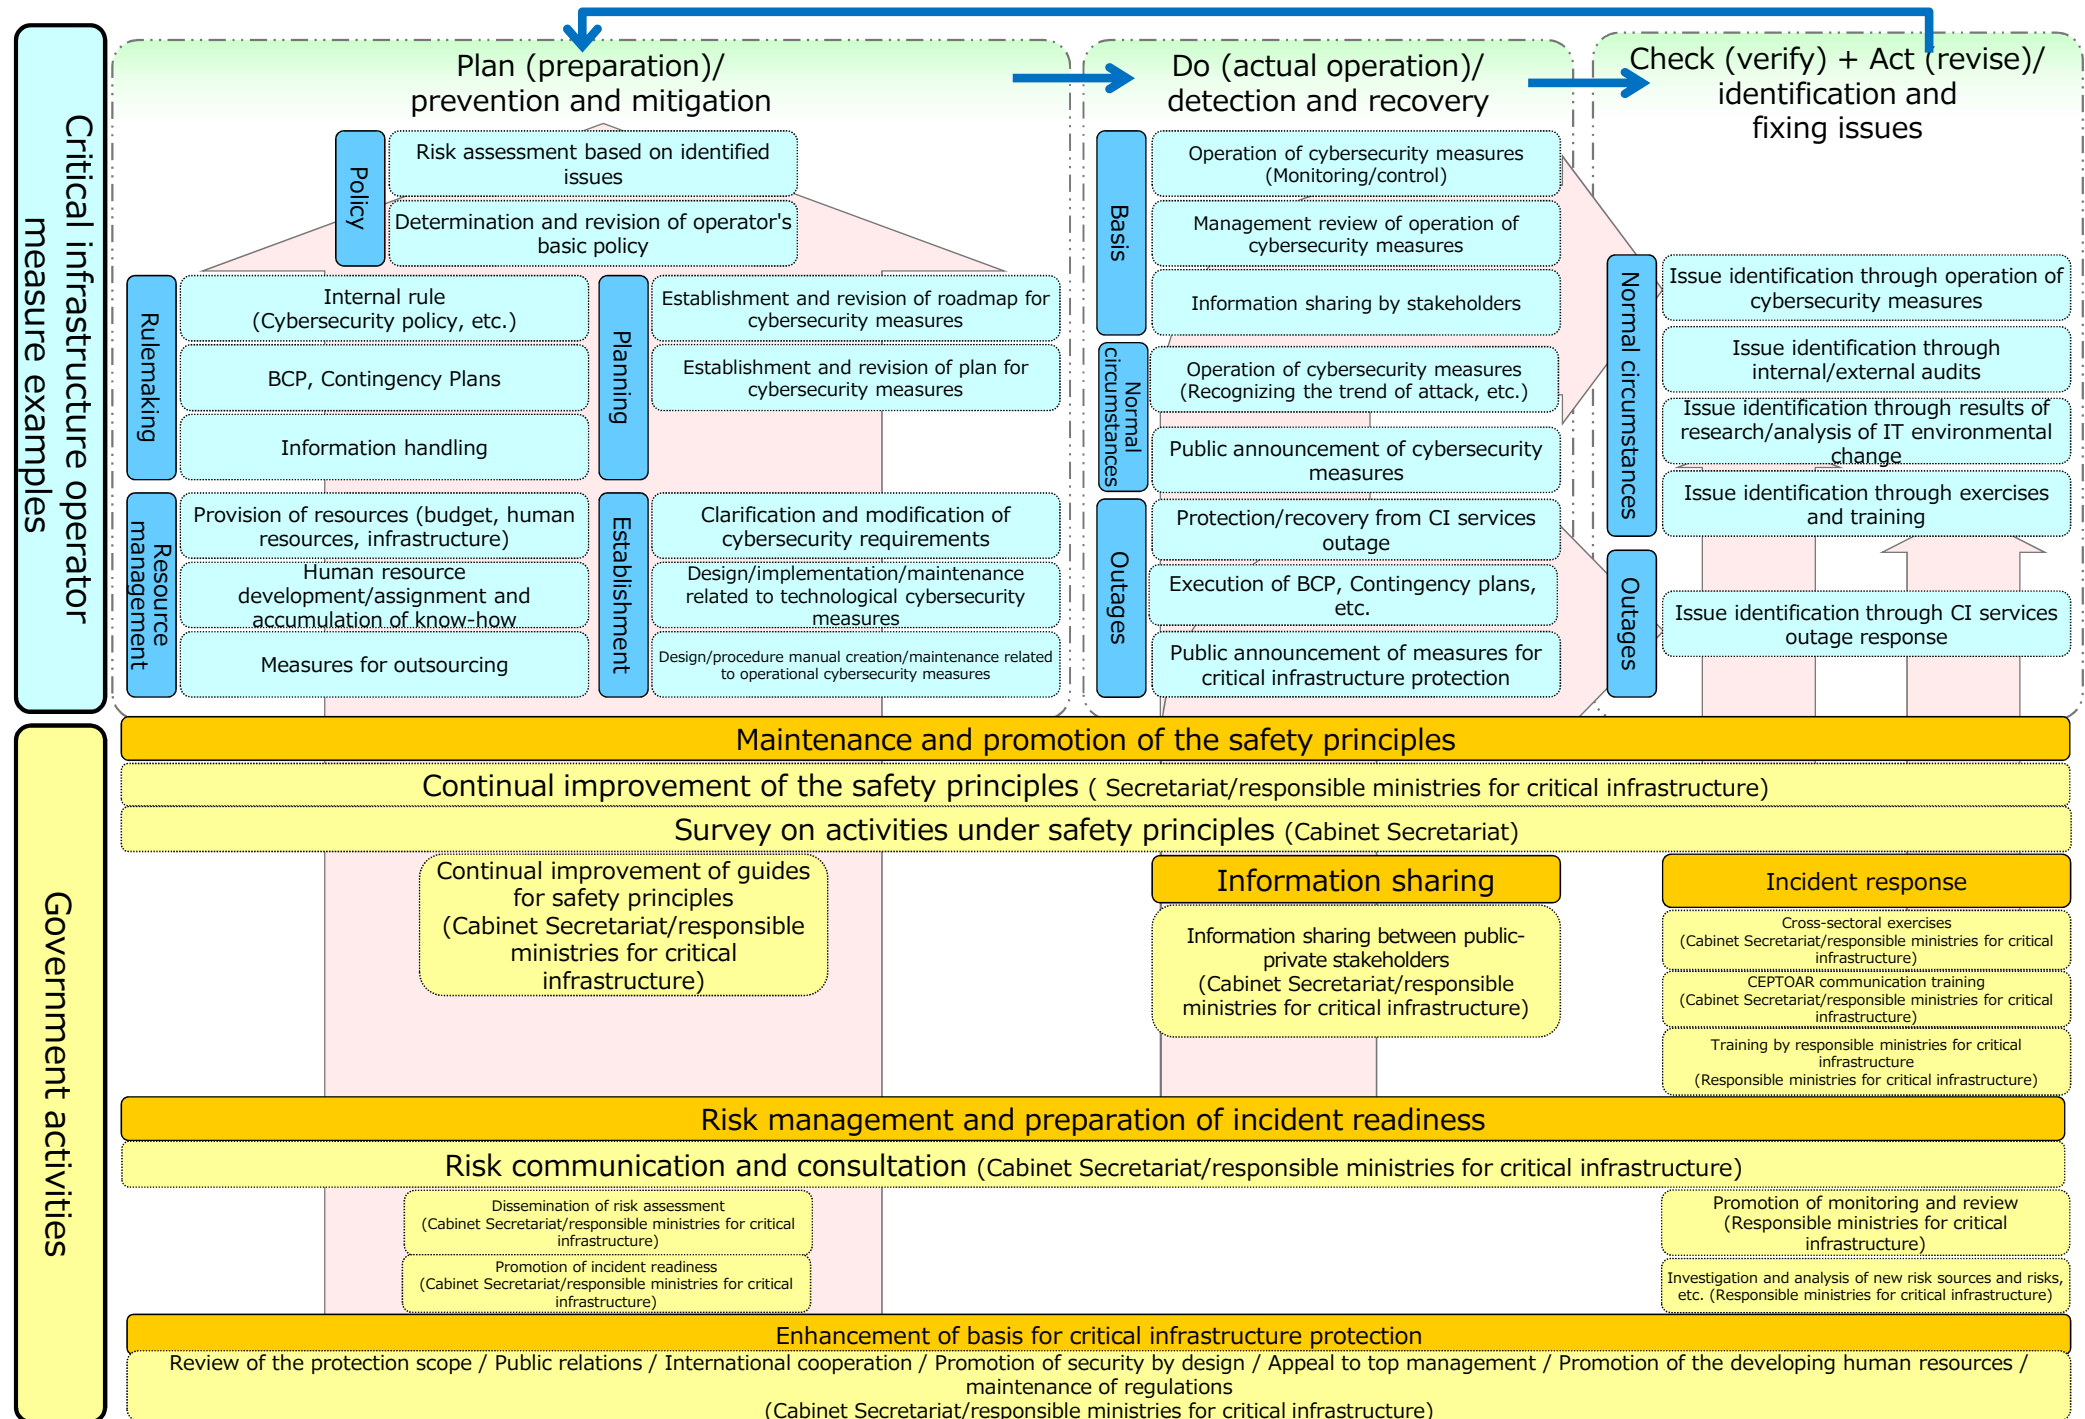 Critical infrastructure operator
measure examples
Plan (preparation)/
prevention and mitigation
Policy
Risk assessment based on identified
issues
Determination and revision of operator's
basic policy
Rulemaking
Internal rule
(Cybersecurity policy, etc.)
BCP, Contingency Plans
Information handling
Planning
Establishment and revision of roadmap for
cybersecurity measures
Establishment and revision of plan for
cybersecurity measures
Resource
management
Provision of resources (budget, human
resources, infrastructure)
Human resource
development/assignment and
accumulation of know-how
Measures for outsourcing
Establishment
Clarification and modification of
cybersecurity requirements
Design/implementation/maintenance
related to technological cybersecurity
measures
Design/procedure manual creation/maintenance related
to operational cybersecurity measures
Do (actual operation)/
detection and recovery
Basis
Operation of cybersecurity measures
(Monitoring/control)
Management review of operation of
cybersecurity measures
Information sharing by stakeholders
Normal
circumstances
Operation of cybersecurity measures
(Recognizing the trend of attack, etc.)
Public announcement of cybersecurity
measures
Outages
Protection/recovery from CI services
outage
Execution of BCP, Contingency plans,
etc.
Public announcement of measures for
critical infrastructure protection
Check (verify) + Act (revise)/
identification and
fixing issues
Normal circumstances
Issue identification through operation of
cybersecurity measures
Issue identification through
internal/external audits
Issue identification through results of
research/analysis of IT environmental
change
Issue identification through exercises
and training
Outages
Issue identification through CI services
outage response
Government activities
Maintenance and promotion of the safety principles
Continual improvement of the safety principles ( Secretariat/responsible ministries for critical infrastructure)
Survey on activities under safety principles (Cabinet Secretariat)
Continual improvement of guides
for safety principles
(Cabinet Secretariat/responsible
ministries for critical
infrastructure)
Information sharing
Information sharing between public-
private stakeholders
(Cabinet Secretariat/responsible
ministries for critical infrastructure)
Incident response
Cross-sectoral exercises
(Cabinet Secretariat/responsible ministries for critical
infrastructure)
CEPTOAR communication training
(Cabinet Secretariat/responsible ministries for critical
infrastructure)
Training by responsible ministries for critical
infrastructure
(Responsible ministries for critical infrastructure)
Risk management and preparation of incident readiness
Risk communication and consultation (Cabinet Secretariat/responsible ministries for critical infrastructure)
Dissemination of risk assessment
(Cabinet Secretariat/responsible ministries for critical
infrastructure)
Promotion of incident readiness
(Cabinet Secretariat/responsible ministries for critical
infrastructure)
Promotion of monitoring and review
(Responsible ministries for critical
infrastructure)
Investigation and analysis of new risk sources and risks,
etc. (Responsible ministries for critical infrastructure)
Enhancement of basis for critical infrastructure protection
Review of the protection scope / Public relations / International cooperation / Promotion of security by design / Appeal to top management / Promotion of the developing human resources /
maintenance of regulations
(Cabinet Secretariat/responsible ministries for critical infrastructure)